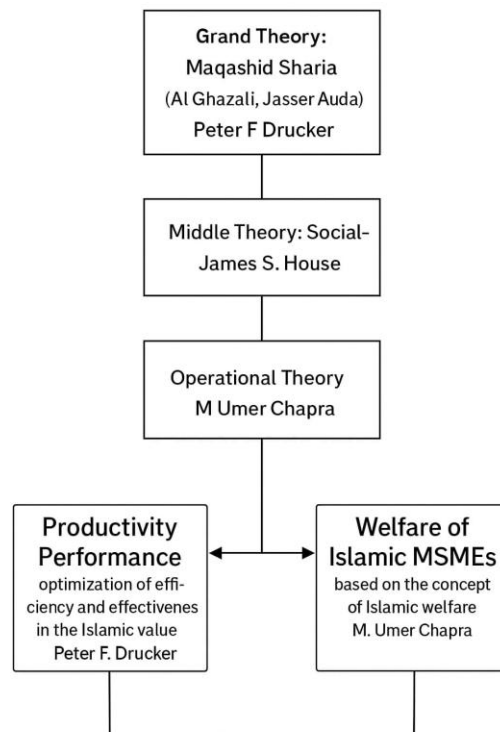 Grand Theory:
Maqashid Sharia
(Al Ghazali, Jasser Auda)
Peter F Drucker
Middle Theory: Social-
James S. House
Operational Theory
M Umer Chapra
Productivity
Performance
optimization of effi-
ciency and effectivenes
in the Islamic value
Peter F. Drucker
Welfare of
Islamic MSMEs
based on the concept
of Islamic welfare
M. Umer Chapra